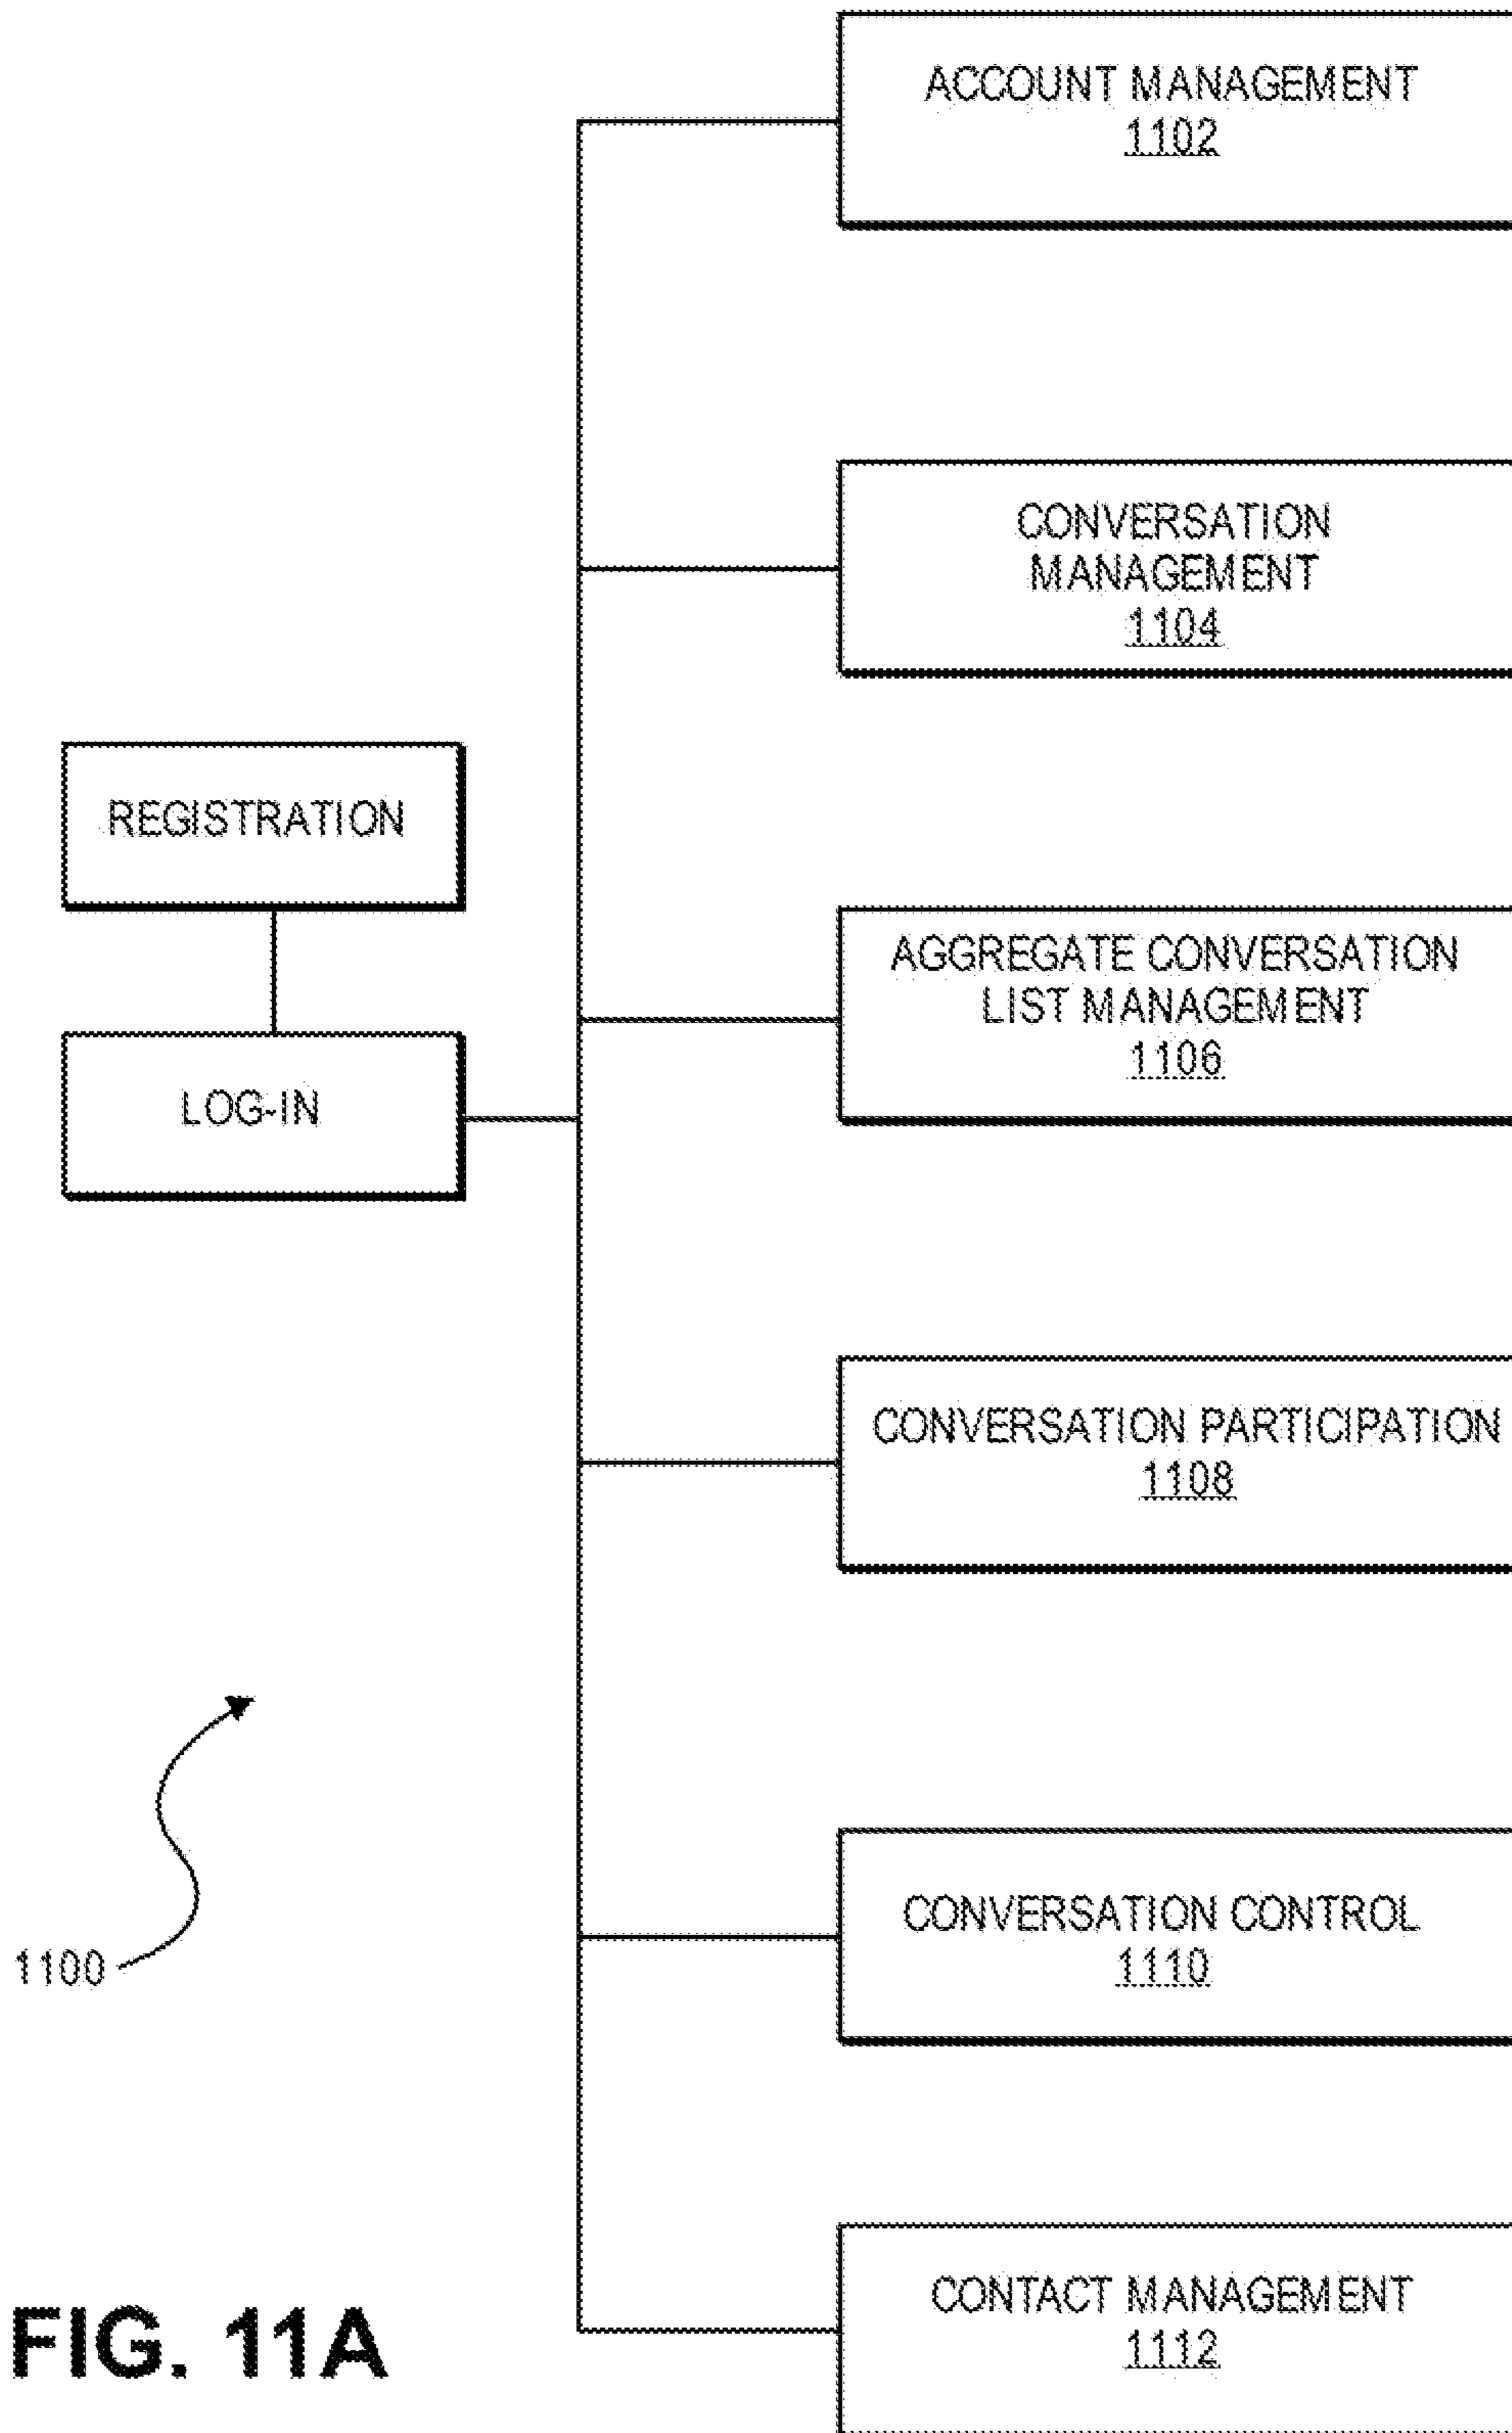 ACCOUNT MANAGEMENT
1102
CONVERSATION
MANAGEMENT
1104
REGISTRATION
AGGREGATE CONVERSATION
LIST MANAGEMENT
1106
LOG-IN
CONVERSATION PARTICIPATION
1108
1100
CONVERSATION CONTROL
1110
CONTACT MANAGEMENT
1112
FIG. 11A